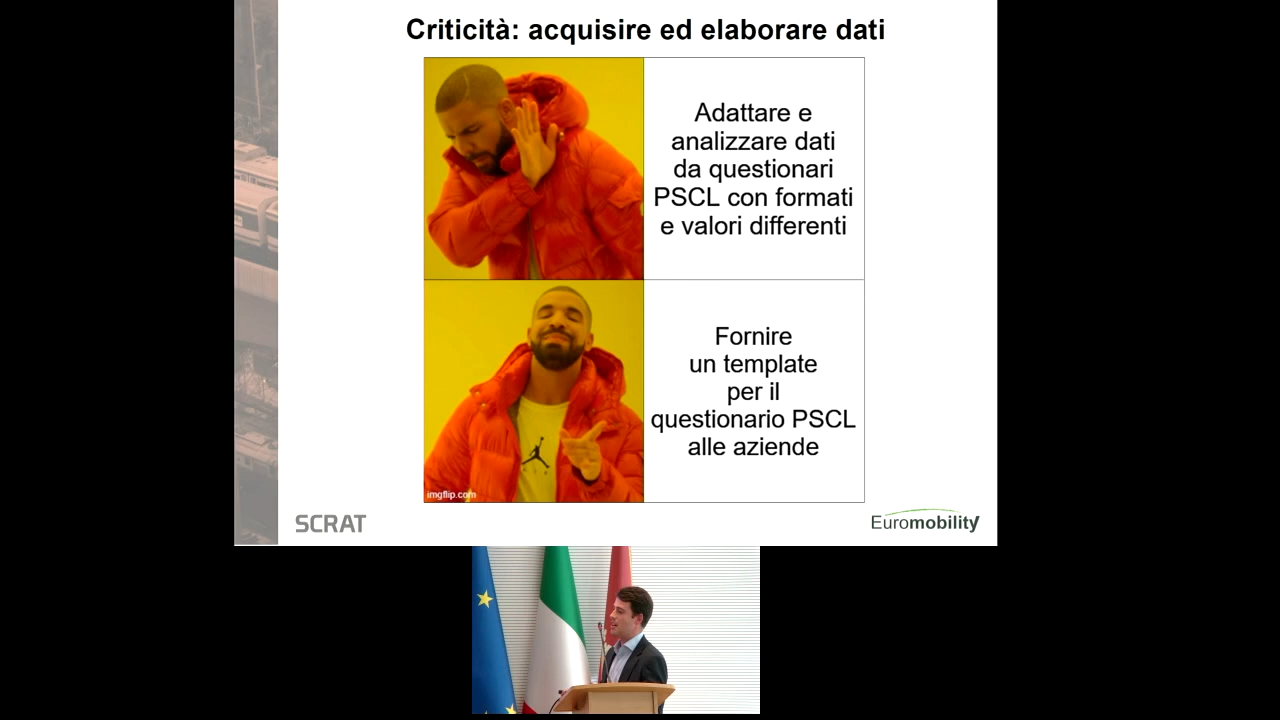 Criticità: acquisire ed elaborare dati
Adattare e
analizzare dati
da questionari
PSCL con formati
e valori differenti
Fornire
un template
per il
questionario PSCL
alle aziende
imgflip.com
SCRAT
Euromobility